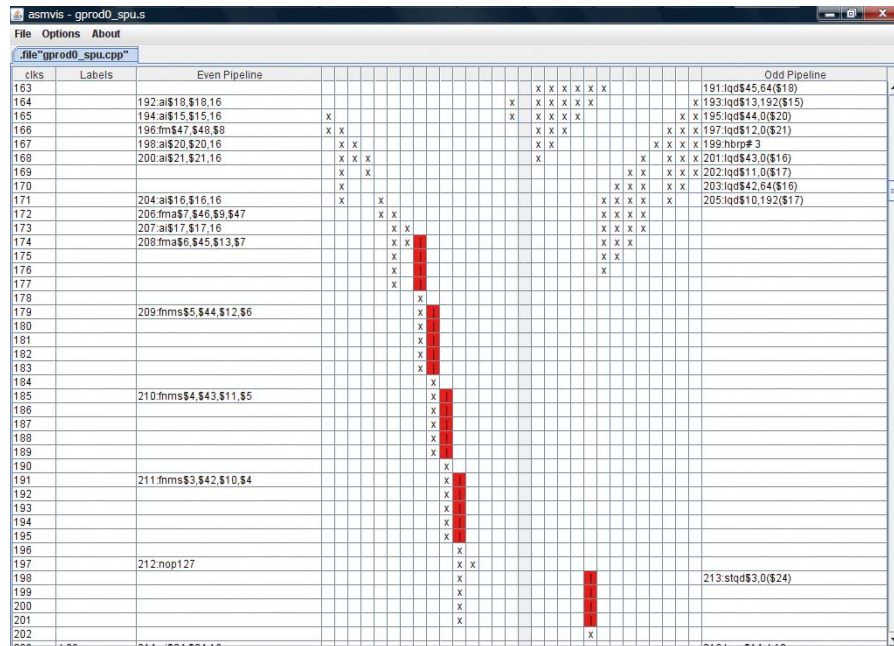 asmvis - gprod0_spu.s
File Options About
.file"gprod0_spu.cpp"
clks Labels Even Pipeline Odd Pipeline
163 x x x x x x 191:lqd$45,64($18)
164 192:ai$18,$18,16 x x x x x x x 193:lqd$13,192($15)
165 194:ai$15,$15,16 x x x x x x x x 195:lqd$44,0($20)
166 196:fm$47,$48,$8 x x x x x x x x 197:lqd$12,0($21)
167 198:ai$20,$20,16 x x x x x x x x 199:hbrp# 3
168 200:ai$21,$21,16 x x x x x x x x 201:lqd$43,0($16)
169 x x x x x x x 202:lqd$11,0($17)
170 x x x x x x 203:lqd$42,64($16)
171 204:ai$16,$16,16 x x x x x x x 205:lqd$10,192($17)
172 206:fma$7,$46,$9,$47 x x x x x x
173 207:ai$17,$17,16 x x x x x x
174 208:fma$6,$45,$13,$7 x x | x x x
175 x | x x
176 x | x
177 x |
178 x
179 209:fnms$5,$44,$12,$6 x |
180 x |
181 x |
182 x |
183 x |
184 x
185 210:fnms$4,$43,$11,$5 x |
186 x |
187 x |
188 x |
189 x |
190 x
191 211:fnms$3,$42,$10,$4 x |
192 x |
193 x |
194 x |
195 x |
196 x
197 212:nop127 x x
198 x | 213:stqd$3,0($24)
199 x |
200 x |
201 x |
202 x